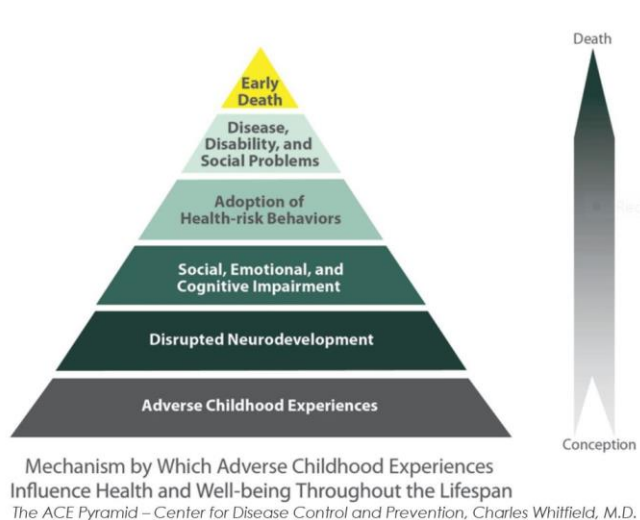 Death
Early
Death
Disease,
Disability, and
Social Problems
Adoption of
Health-risk Behaviors
Social, Emotional, and
Cognitive Impairment
Disrupted Neurodevelopment
Adverse Childhood Experiences
Conception
Mechanism by Which Adverse Childhood Experiences
Influence Health and Well-being Throughout the Lifespan
The ACE Pyramid – Center for Disease Control and Prevention, Charles Whitfield, M.D.